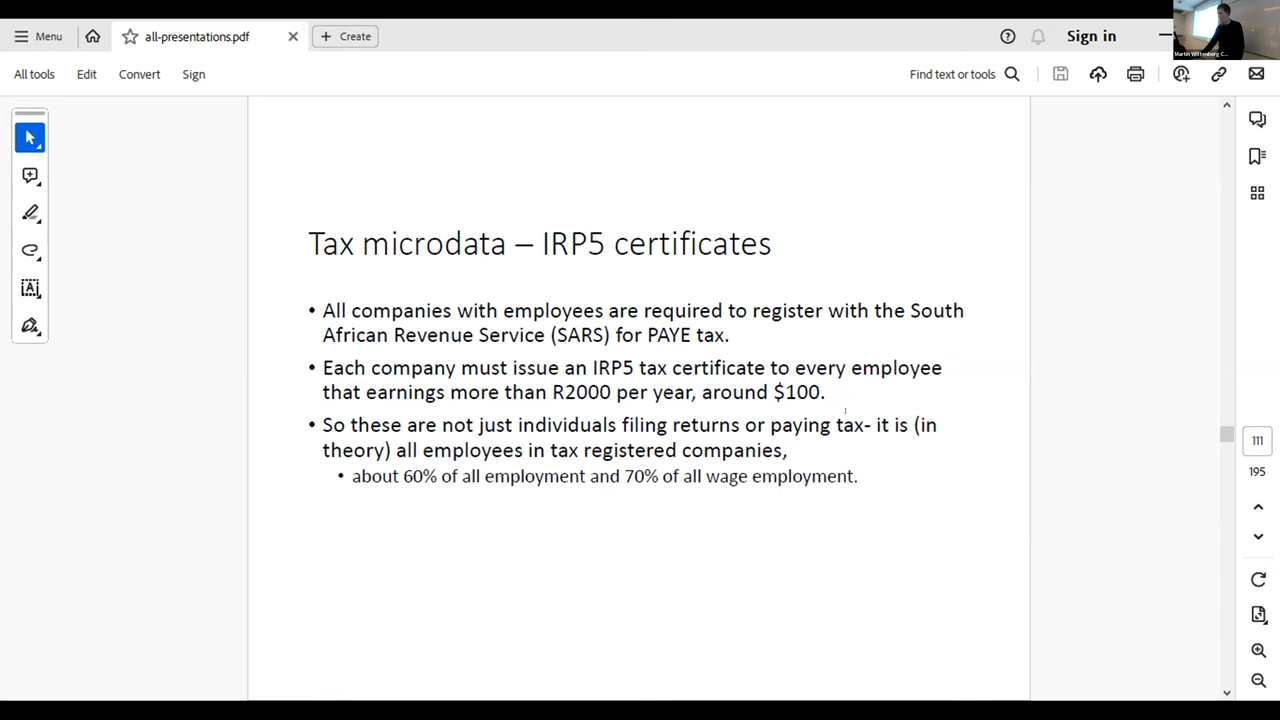 Menu
all-presentations.pdf
Create
Sign in
Martin Wittenberg C...
All tools
Edit
Convert
Sign
Find text or tools
Tax microdata – IRP5 certificates
• All companies with employees are required to register with the South
African Revenue Service (SARS) for PAYE tax.
• Each company must issue an IRP5 tax certificate to every employee
that earnings more than R2000 per year, around $100.
• So these are not just individuals filing returns or paying tax- it is (in
theory) all employees in tax registered companies,
• about 60% of all employment and 70% of all wage employment.
111
195